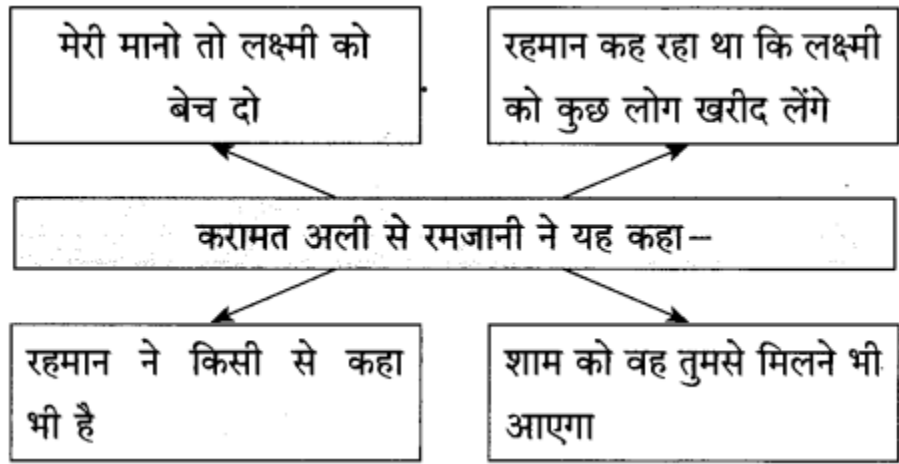 मेरी मानो तो लक्ष्मी को
बेच दो
रहमान कह रहा था कि लक्ष्मी
को कुछ लोग खरीद लेंगे
करामत अली से रमजानी ने यह कहा–
रहमान ने किसी से कहा
भी है
शाम को वह तुमसे मिलने भी
आएगा